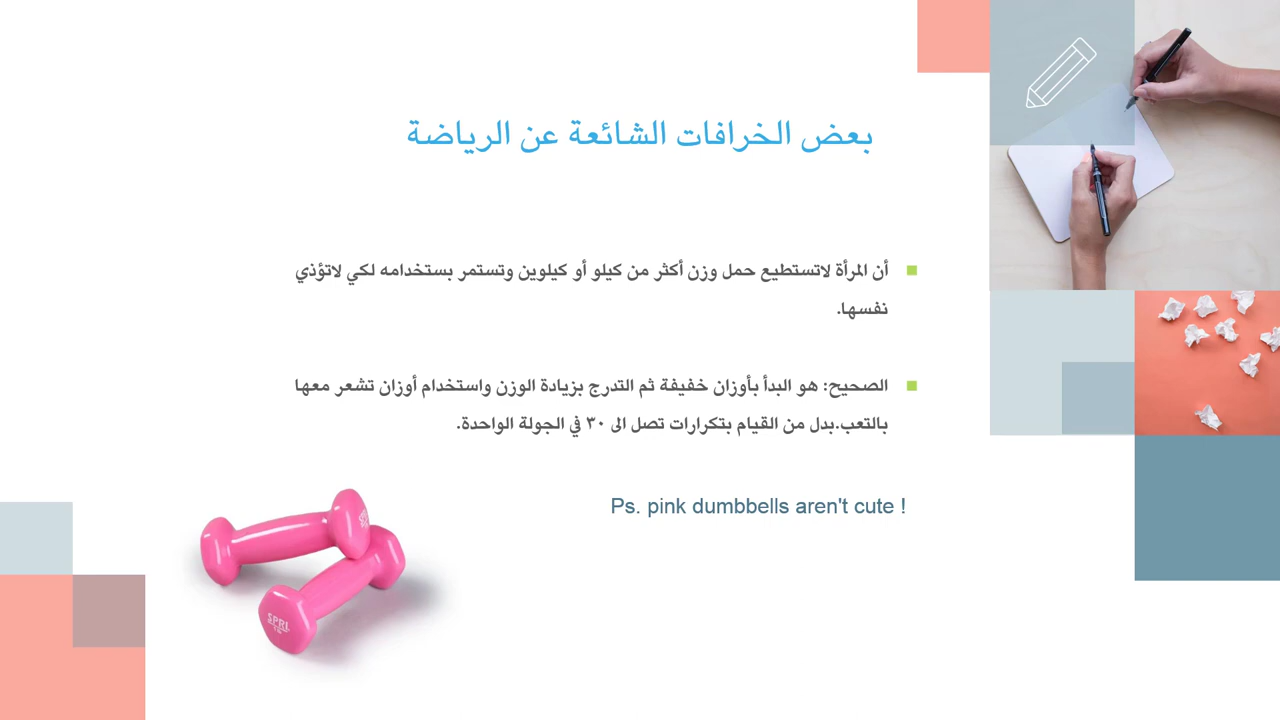 بعض الخرافات الشائعة عن الرياضة
أن المرأة لاتستطيع حمل وزن أكثر من كيلو أو كيلوين وتستمر بستخدامه لكي لاتؤذي
نفسها.
الصحيح: هو البدأ بأوزان خفيفة ثم التدرج بزيادة الوزن واستخدام أوزان تشعر معها
بالتعب.بدل من القيام بتكرارات تصل الى ٣٠ في الجولة الواحدة.
Ps. pink dumbbells aren't cute !
SPRI